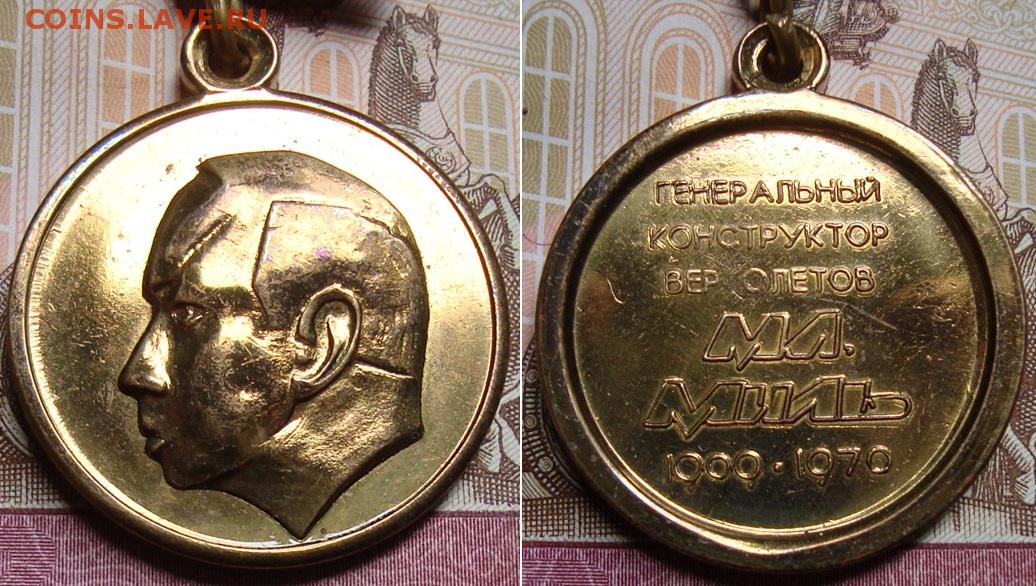 COINS.LAVE.RU
ГЕНЕРАЛЬНЫЙ
КОНСТРУКТОР
ВЕРТОЛЕТОВ
М.Л.
МИЛЬ
1909 · 1970